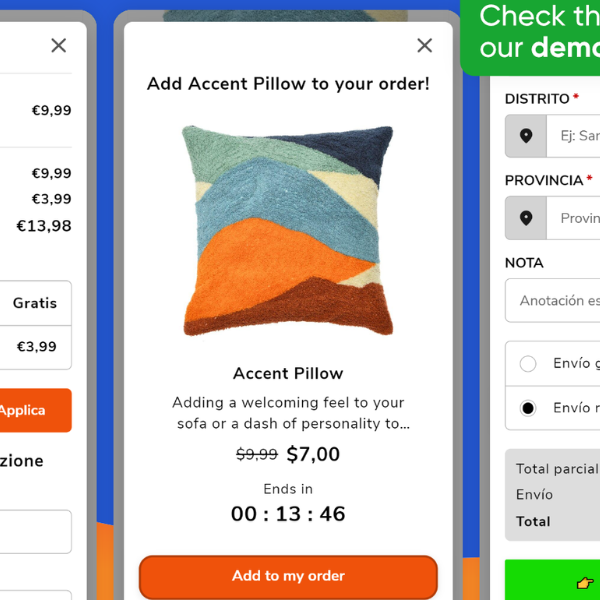 €9,99
€9,99
€3,99
€13,98
Gratis
€3,99
Applica
zione
Add Accent Pillow to your order!
Accent Pillow
Adding a welcoming feel to your
sofa or a dash of personality to...
$9,99 $7,00
Ends in
00 : 13 : 46
Add to my order
Check th
our demo
DISTRITO *
Ej: Sar
PROVINCIA *
Provin
NOTA
Anotación es
Envío g
Envío r
Total parcial
Envío
Total